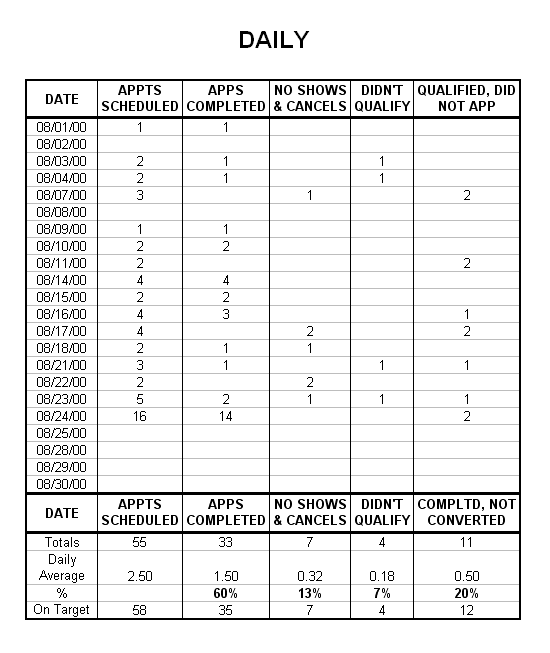 DAILY
DATE APPTS SCHEDULED APPS COMPLETED NO SHOWS & CANCELS DIDN'T QUALIFY QUALIFIED, DID NOT APP
08/01/00 1 1
08/02/00
08/03/00 2 1 1
08/04/00 2 1 1
08/07/00 3 1 2
08/08/00
08/09/00 1 1
08/10/00 2 2
08/11/00 2 2
08/14/00 4 4
08/15/00 2 2
08/16/00 4 3 1
08/17/00 4 2 2
08/18/00 2 1 1
08/21/00 3 1 1 1
08/22/00 2 2
08/23/00 5 2 1 1 1
08/24/00 16 14 2
08/25/00
08/28/00
08/29/00
08/30/00
DATE APPTS SCHEDULED APPS COMPLETED NO SHOWS & CANCELS DIDN'T QUALIFY COMPLTD, NOT CONVERTED
Totals 55 33 7 4 11
Daily Average 2.50 1.50 0.32 0.18 0.50
% 60% 13% 7% 20%
On Target 58 35 7 4 12